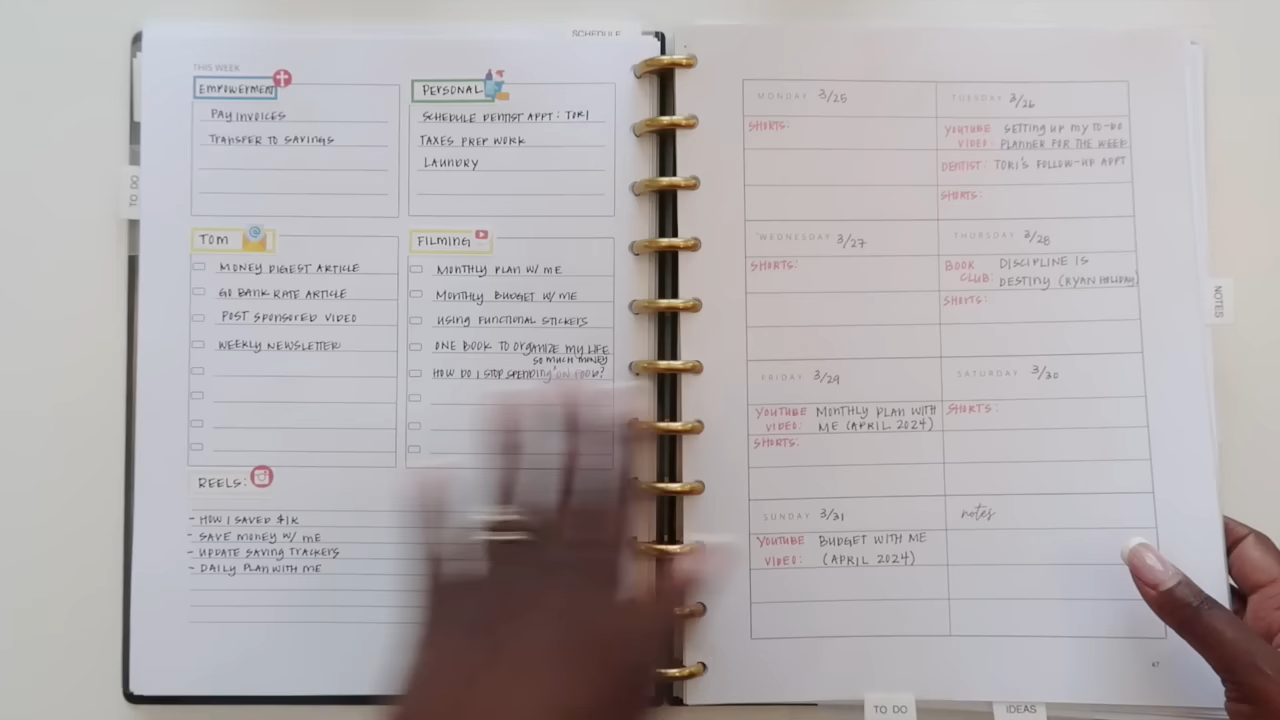 SCHEDULE
THIS WEEK
EMPOWERMENT
PAY INVOICES
TRANSFER TO SAVINGS
PERSONAL
SCHEDULE DENTIST APPT: TORI
TAXES PREP WORK
LAUNDRY
TO DO
TOM
MONEY DIGEST ARTICLE
GO BANK RATE ARTICLE
POST SPONSORED VIDEO
WEEKLY NEWSLETTER
FILMING
MONTHLY PLAN W/ ME
MONTHLY BUDGET W/ ME
USING FUNCTIONAL STICKERS
ONE BOOK TO ORGANIZE MY LIFE
SO MUCH MONEY
HOW DO I STOP SPENDING ON FOOD?
REELS:
- HOW I SAVED $1K
- SAVE MONEY W/ ME
- UPDATE SAVING TRACKERS
- DAILY PLAN WITH ME
MONDAY 3/25
SHORTS:
TUESDAY 3/26
YOUTUBE SETTING UP MY TO-DO
VIDEO: PLANNER FOR THE WEEK
DENTIST: TORI'S FOLLOW-UP APPT
SHORTS:
WEDNESDAY 3/27
SHORTS:
THURSDAY 3/28
BOOK DISCIPLINE IS
CLUB: DESTINY (RYAN HOLIDAY)
SHORTS:
FRIDAY 3/29
YOUTUBE MONTHLY PLAN WITH
VIDEO: ME (APRIL 2024)
SHORTS:
SATURDAY 3/30
SHORTS:
SUNDAY 3/31
YOUTUBE BUDGET WITH ME
VIDEO: (APRIL 2024)
notes
47
NOTES
TO DO
IDEAS